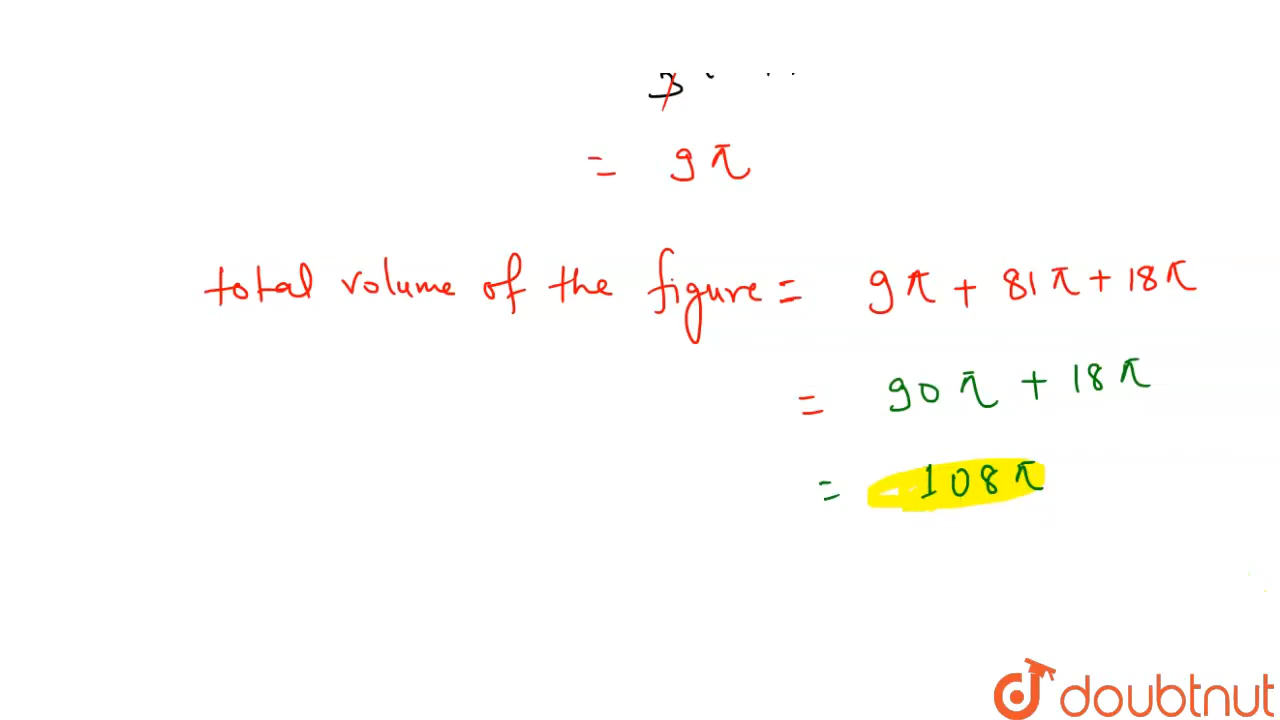 = 9π
total volume of the figure = 9π + 81π + 18π
= 90π + 18π
= 108π
doubtnut